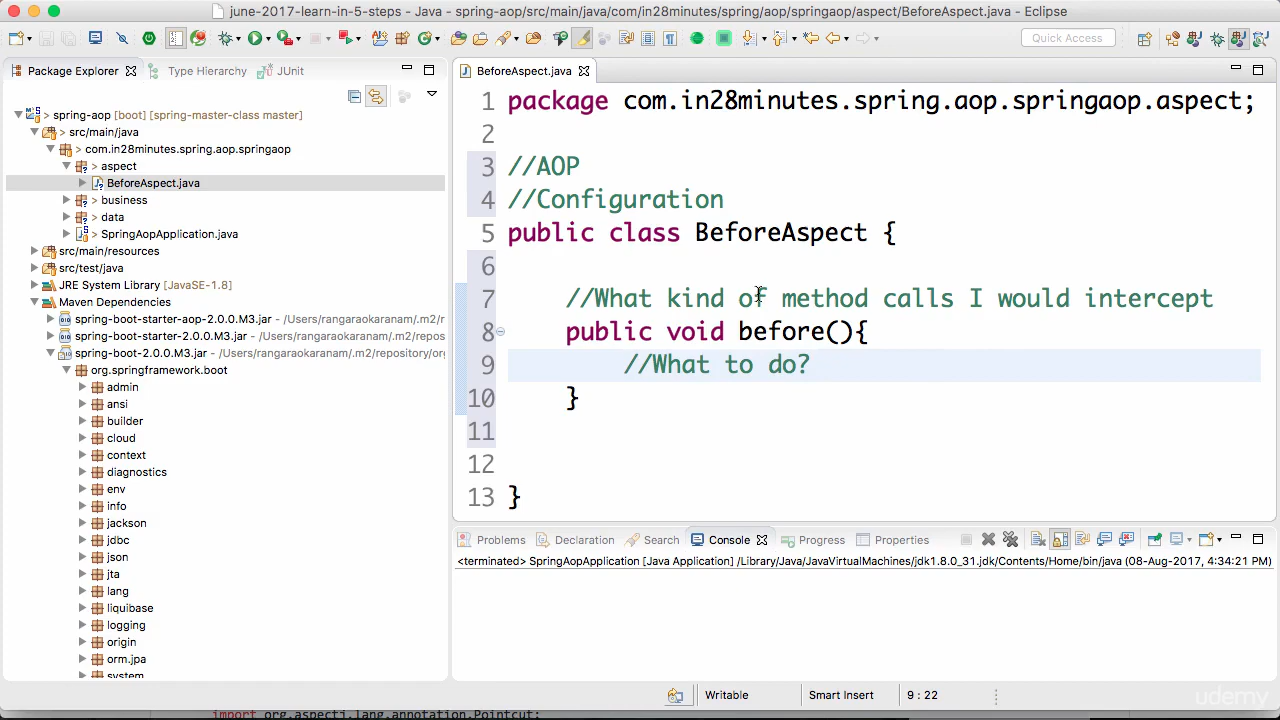 june-2017-learn-in-5-steps - Java - spring-aop/src/main/java/com/in28minutes/spring/aop/springaop/aspect/BeforeAspect.java - Eclipse
Quick Access
Package Explorer
Type Hierarchy
JUnit
> spring-aop [boot] [spring-master-class master]
> src/main/java
> com.in28minutes.spring.aop.springaop
> aspect
BeforeAspect.java
> business
> data
> SpringAopApplication.java
> src/main/resources
> src/test/java
JRE System Library [JavaSE-1.8]
Maven Dependencies
spring-boot-starter-aop-2.0.0.M3.jar - /Users/rangaraokaranam/.m2/r
spring-boot-starter-2.0.0.M3.jar - /Users/rangaraokaranam/.m2/repos
spring-boot-2.0.0.M3.jar - /Users/rangaraokaranam/.m2/repository/org
org.springframework.boot
admin
ansi
builder
cloud
context
diagnostics
env
info
jackson
jdbc
json
jta
lang
liquibase
logging
origin
orm.jpa
system
BeforeAspect.java
1 package com.in28minutes.spring.aop.springaop.aspect;
2
3 //AOP
4 //Configuration
5 public class BeforeAspect {
6
7 //What kind of method calls I would intercept
8 public void before(){
9 //What to do?
10 }
11
12
13 }
Problems
Declaration
Search
Console
Progress
Properties
<terminated> SpringAopApplication [Java Application] /Library/Java/JavaVirtualMachines/jdk1.8.0_31.jdk/Contents/Home/bin/java (08-Aug-2017, 4:34:21 PM)
Writable
Smart Insert
9 : 22
udemy
import org.aspectj.lang.annotation.Pointcut;